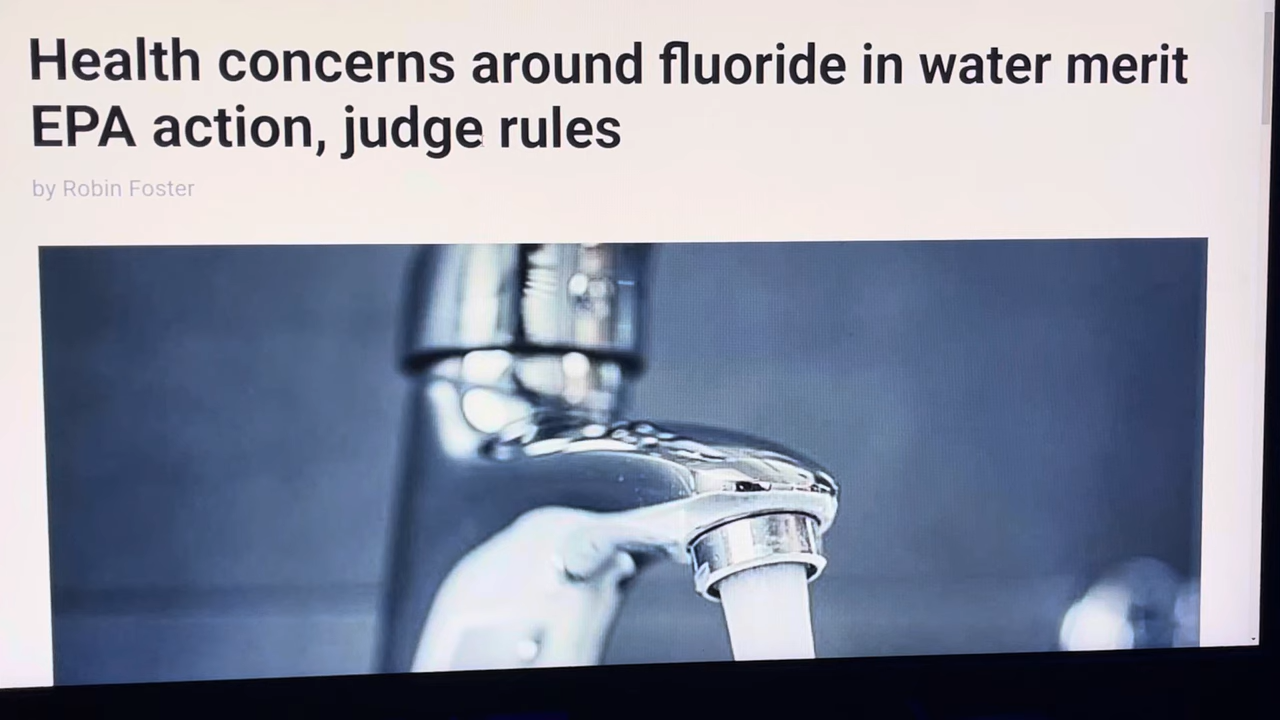 Health concerns around fluoride in water merit
EPA action, judge rules
by Robin Foster